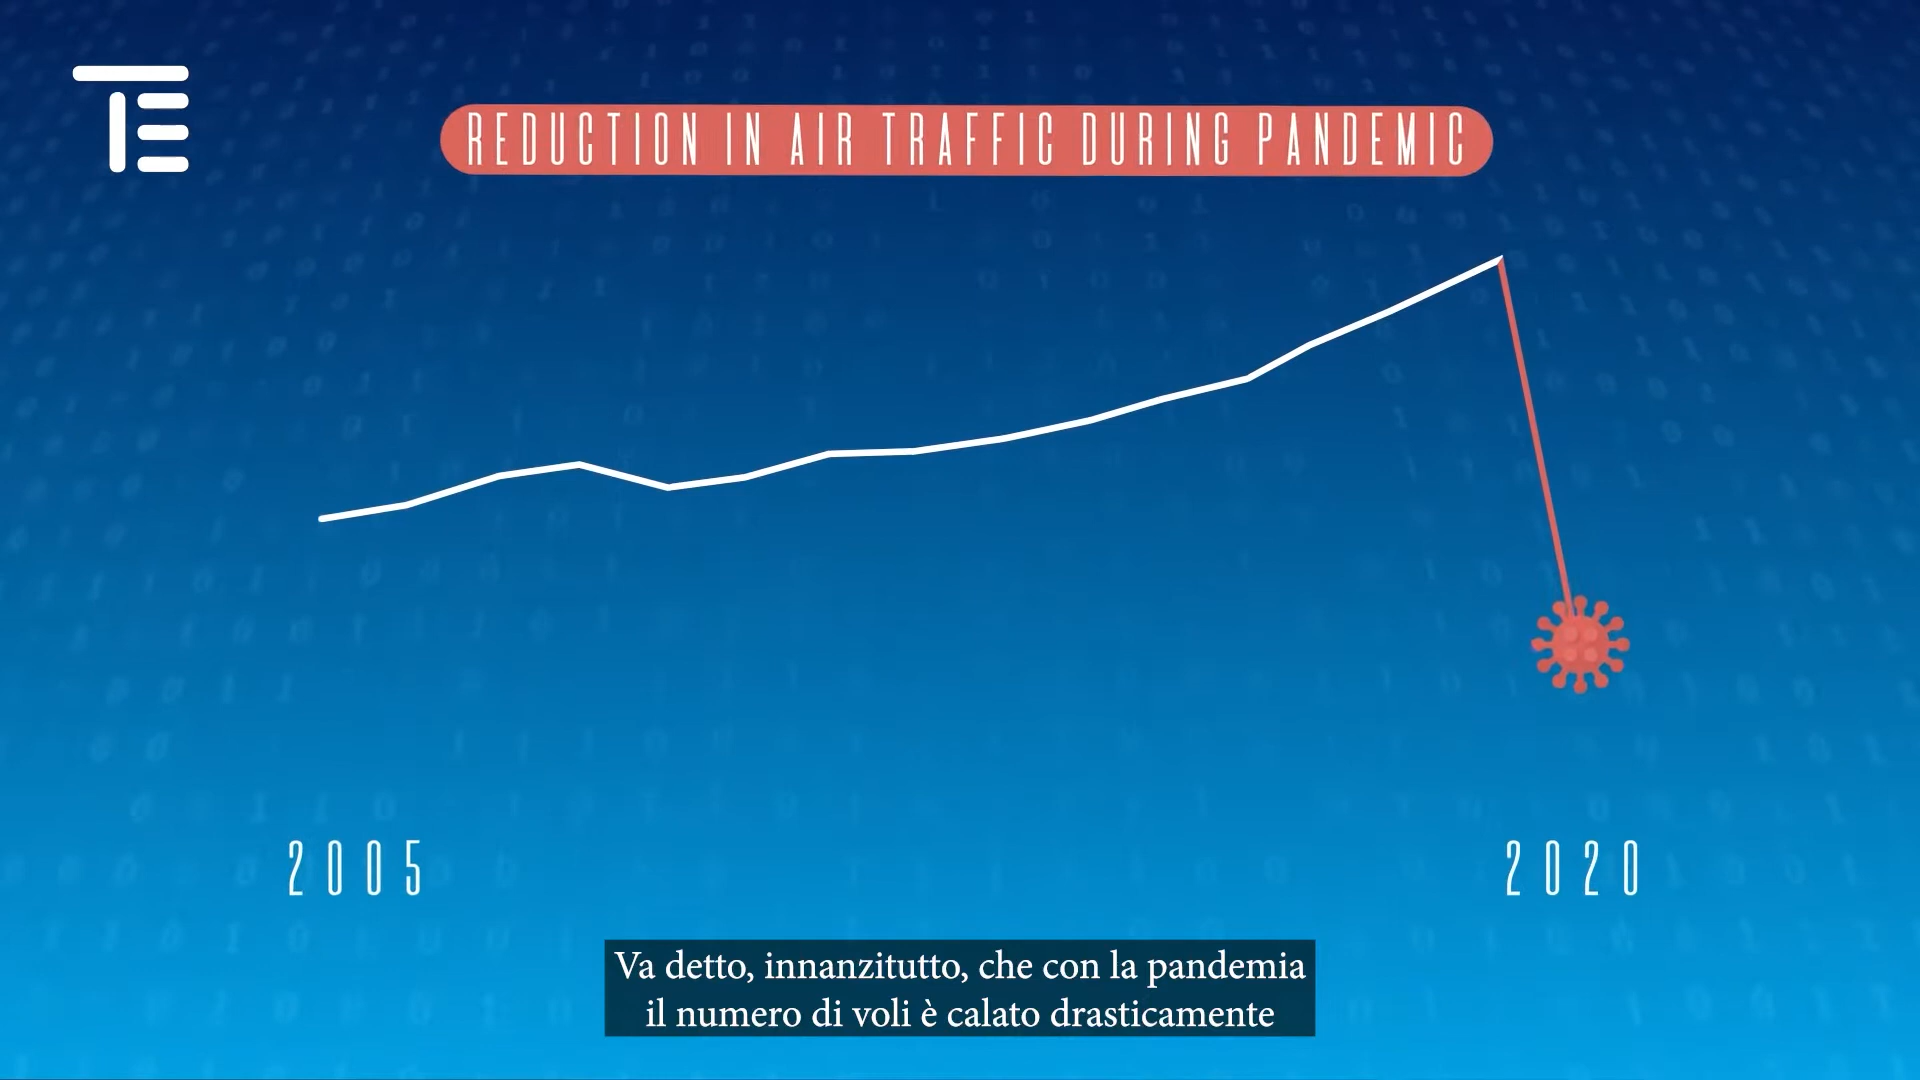 TE
REDUCTION IN AIR TRAFFIC DURING PANDEMIC
2005
2020
Va detto, innanzitutto, che con la pandemia
il numero di voli è calato drasticamente